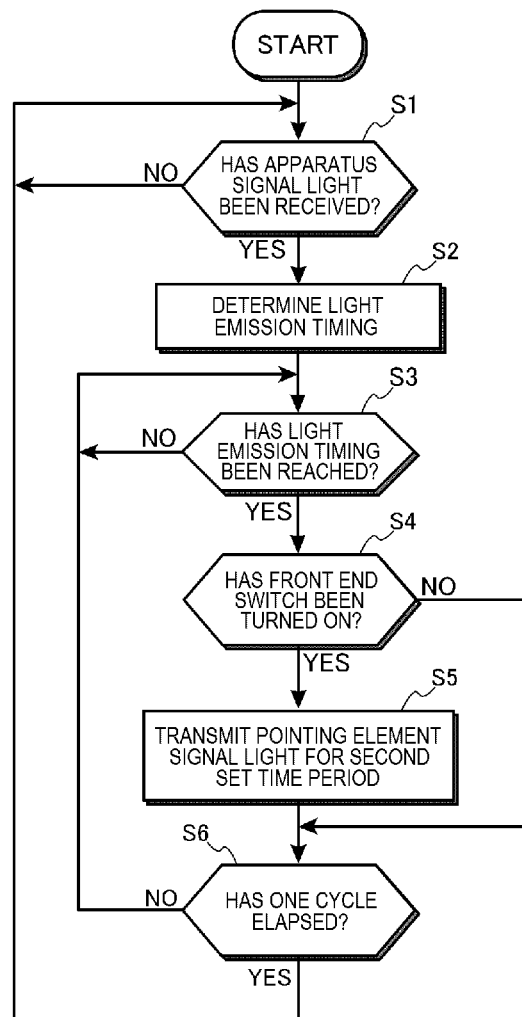 START
S1
HAS APPARATUS
SIGNAL LIGHT
BEEN RECEIVED?
NO
YES
S2
DETERMINE LIGHT
EMISSION TIMING
S3
HAS LIGHT
EMISSION TIMING
BEEN REACHED?
NO
YES
S4
HAS FRONT END
SWITCH BEEN
TURNED ON?
NO
YES
S5
TRANSMIT POINTING ELEMENT
SIGNAL LIGHT FOR SECOND
SET TIME PERIOD
S6
HAS ONE CYCLE
ELAPSED?
NO
YES